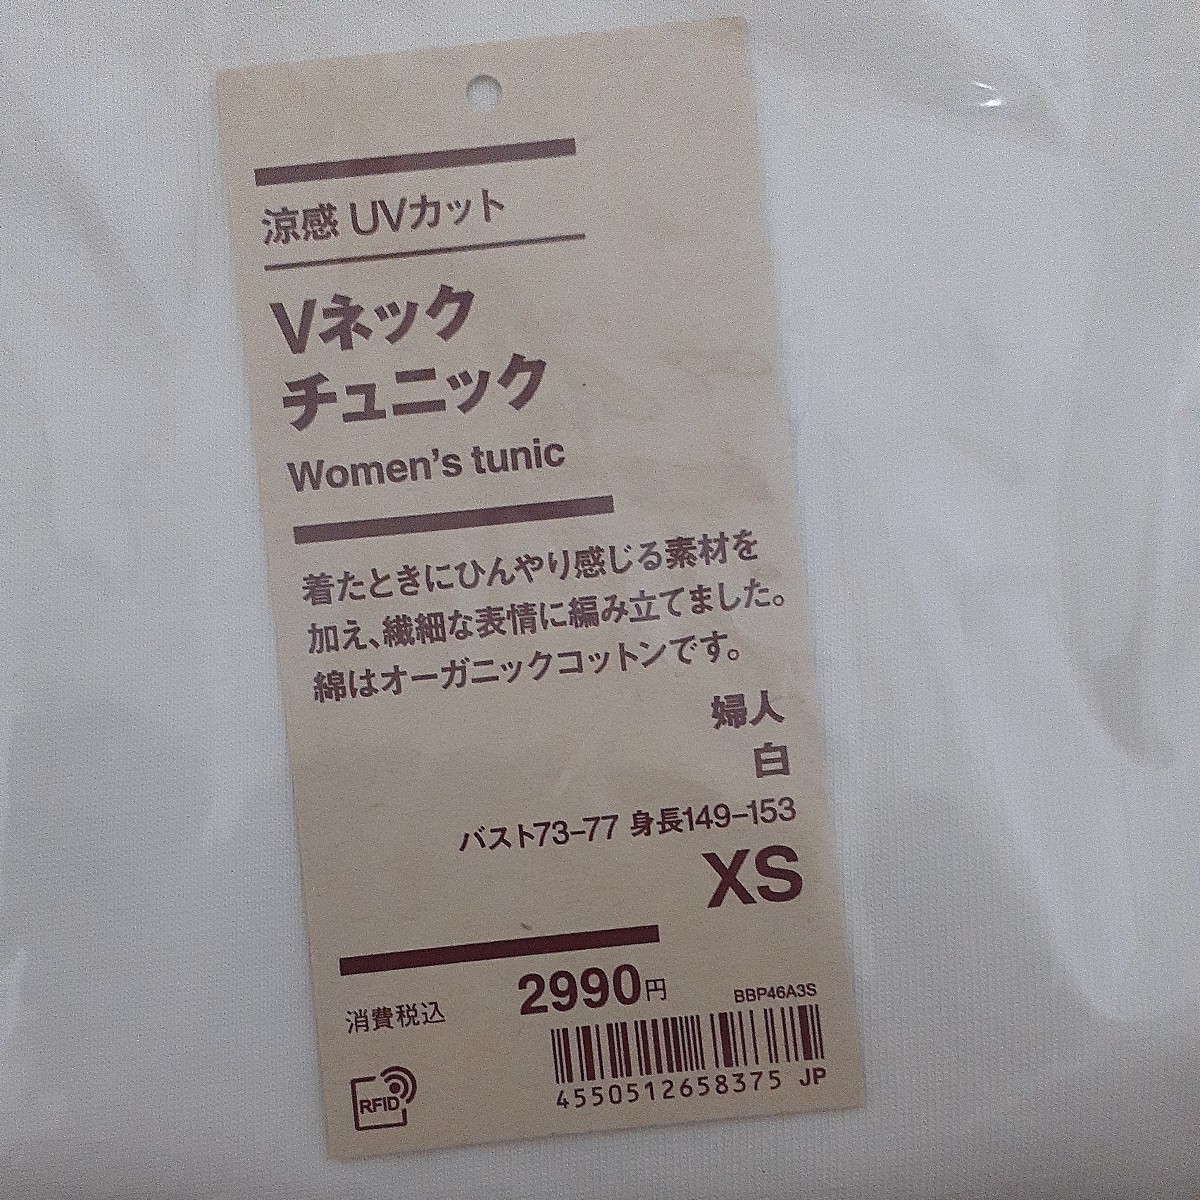 涼感 UVカット
Vネック
チュニック
Women's tunic
着たときにひんやり感じる素材を
加え、繊細な表情に編み立てました。
綿はオーガニックコットンです。
婦人
白
バスト73-77 身長149-153
XS
消費税込 2990円
BBP46A3S
4550512658375 JP
RFID